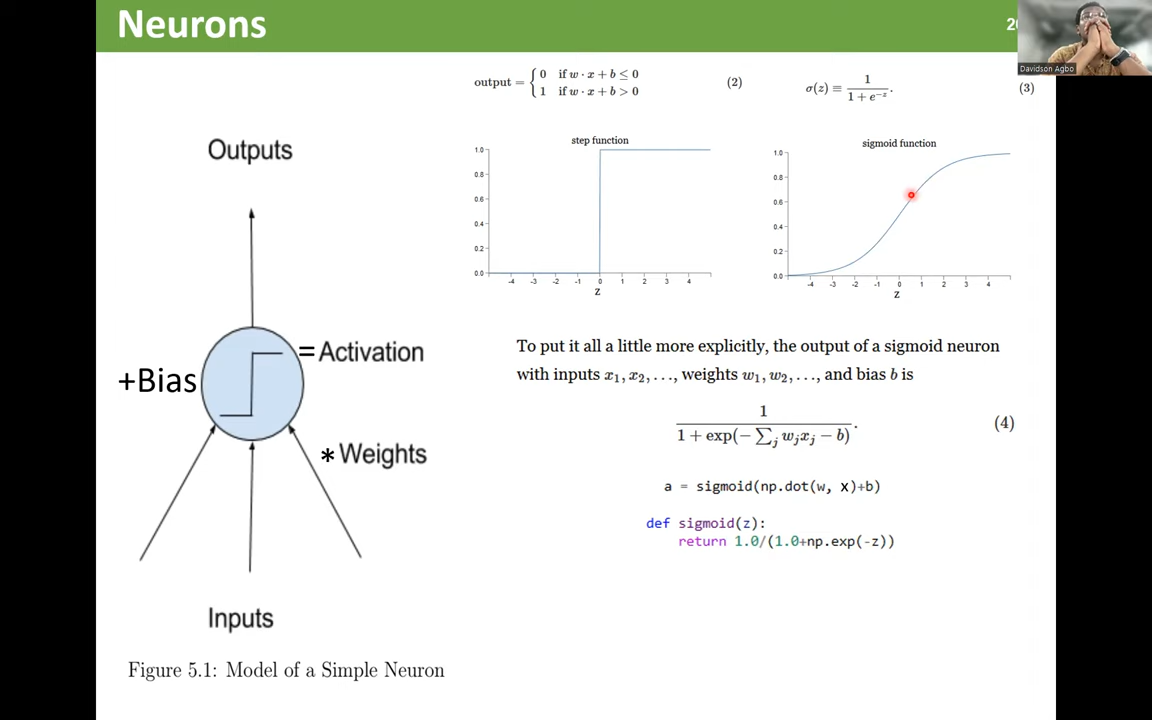 Neurons
2
Davidson Agbo
output = { 0 if w · x + b ≤ 0
1 if w · x + b > 0
(2)
σ(z) ≡ 1 / (1 + e^{−z}).
(3)
step function
1.0
0.8
0.6
0.4
0.2
0.0
-4 -3 -2 -1 0 1 2 3 4
Z
sigmoid function
1.0
0.8
0.6
0.4
0.2
0.0
-4 -3 -2 -1 0 1 2 3 4
Z
Outputs
=Activation
+Bias
*Weights
Inputs
Figure 5.1: Model of a Simple Neuron
To put it all a little more explicitly, the output of a sigmoid neuron
with inputs x₁, x₂, …, weights w₁, w₂, …, and bias b is
1 / (1 + exp(−∑ⱼ wⱼxⱼ − b)).
(4)
a = sigmoid(np.dot(w, x)+b)
def sigmoid(z):
return 1.0/(1.0+np.exp(-z))